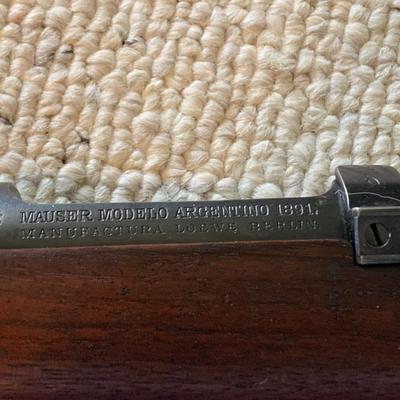 MAUSER MODELO ARGENTINO 1891.
MANUFACTURA LOEWE BERLIN.